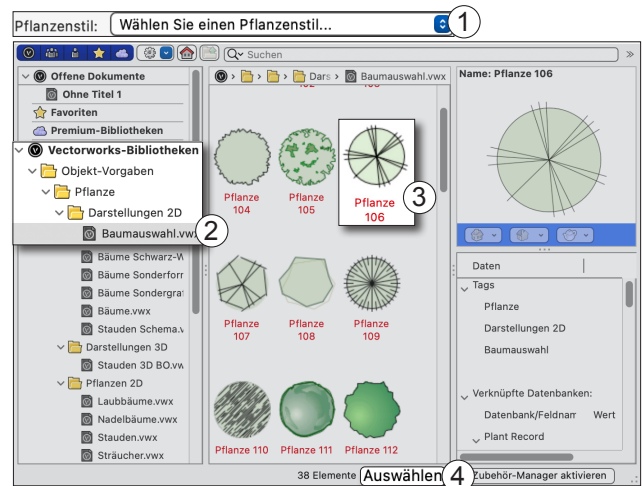 Pflanzenstil: Wählen Sie einen Pflanzenstil... 1
Suchen
Offene Dokumente
Ohne Titel 1
Favoriten
Premium-Bibliotheken
Vectorworks-Bibliotheken
Objekt-Vorgaben
Pflanze
Darstellungen 2D
Baumauswahl.vwx 2
Bäume Schwarz-W
Bäume Sonderforr
Bäume Sondergra
Bäume.vwx
Stauden Schema.v
Darstellungen 3D
Stauden 3D BO.vw
Pflanzen 2D
Laubbäume.vwx
Nadelbäume.vwx
Stauden.vwx
Sträucher.vwx
Dars Baumauswahl.vwx
Pflanze 104
Pflanze 105
Pflanze 106
3
Pflanze 107
Pflanze 108
Pflanze 109
Pflanze 110
Pflanze 111
Pflanze 112
Name: Pflanze 106
Daten
Tags
Pflanze
Darstellungen 2D
Baumauswahl
Verknüpfte Datenbanken:
Datenbank/Feldnam Wert
Plant Record
38 Elemente Auswählen 4 Zubehör-Manager aktivieren